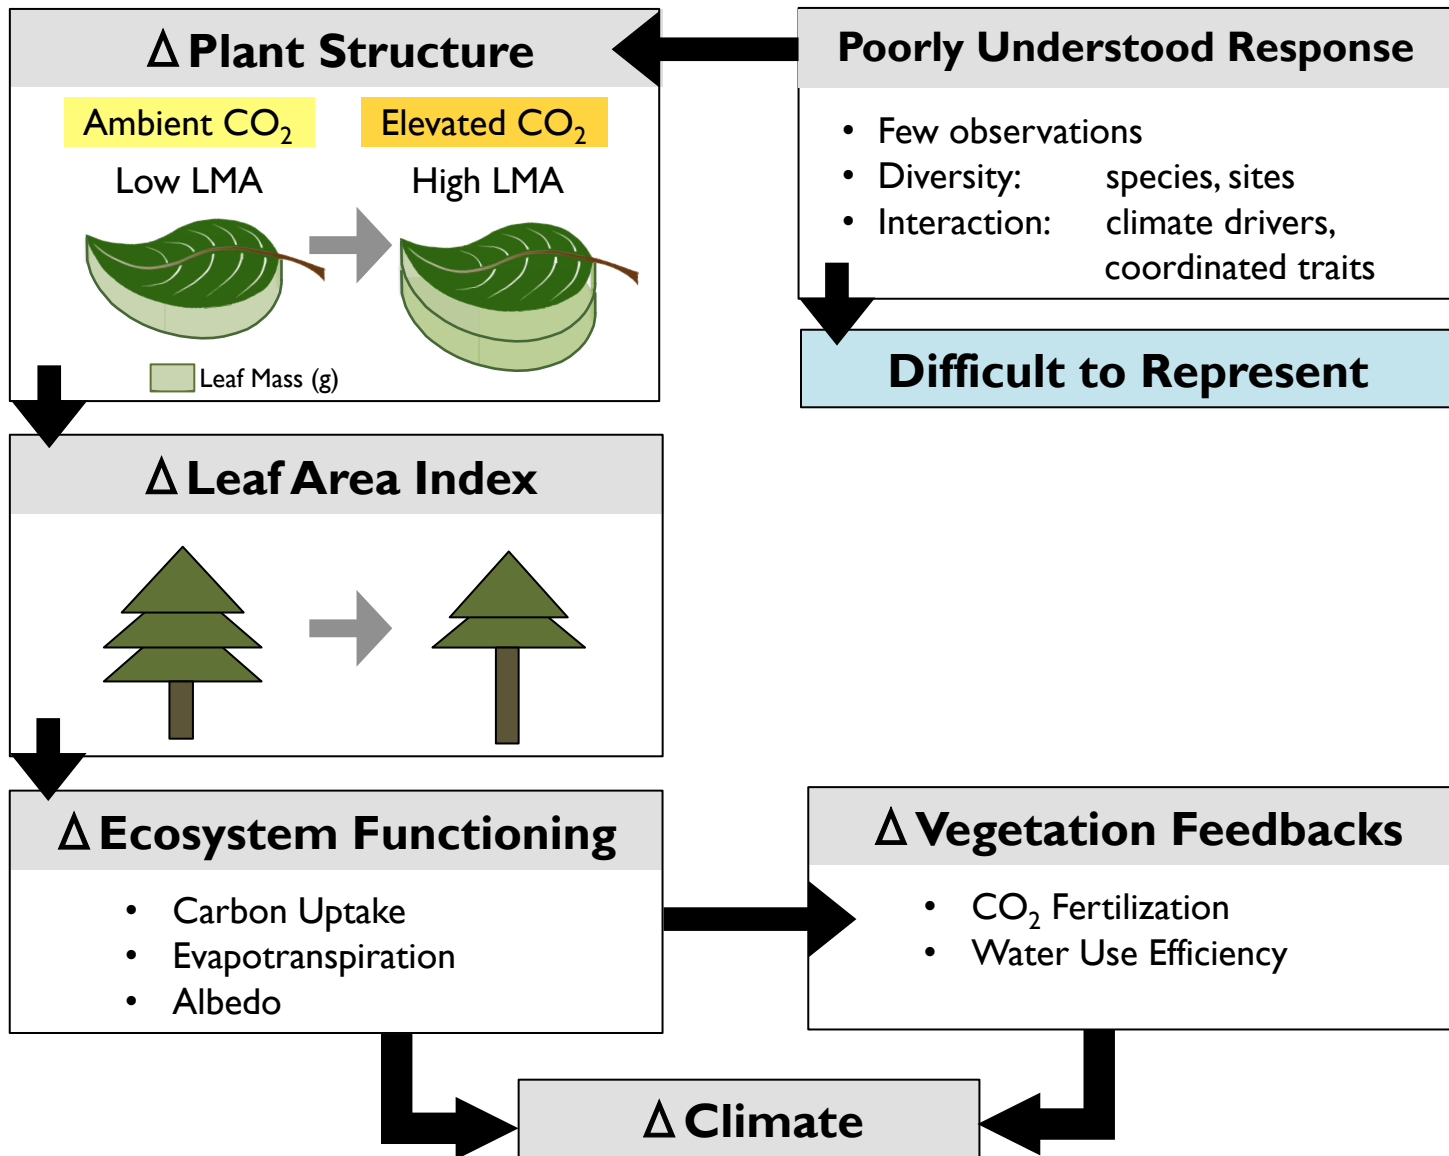 Δ Plant Structure
Ambient CO₂
Elevated CO₂
Low LMA
High LMA
Leaf Mass (g)
Poorly Understood Response
• Few observations
• Diversity: species, sites
• Interaction: climate drivers,
coordinated traits
Difficult to Represent
Δ Leaf Area Index
Δ Ecosystem Functioning
• Carbon Uptake
• Evapotranspiration
• Albedo
Δ Vegetation Feedbacks
• CO₂ Fertilization
• Water Use Efficiency
Δ Climate